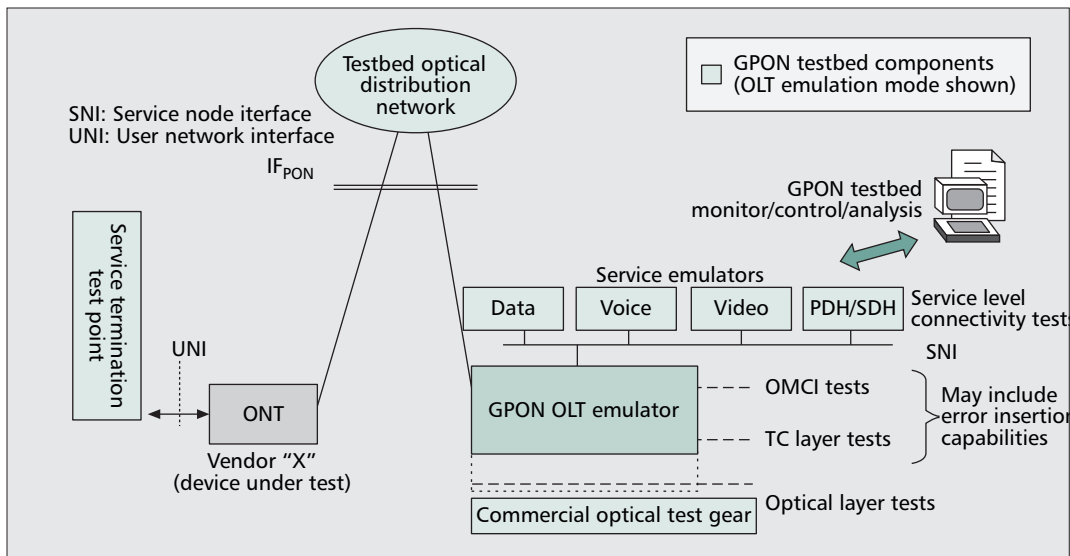 Testbed optical
distribution
network
GPON testbed components
(OLT emulation mode shown)
SNI: Service node iterface
UNI: User network interface
IFPON
GPON testbed
monitor/control/analysis
Service termination
test point
Service emulators
Data
Voice
Video
PDH/SDH
Service level
connectivity tests
UNI
SNI
ONT
GPON OLT emulator
OMCI tests
TC layer tests
May include
error insertion
capabilities
Vendor “X”
(device under test)
Commercial optical test gear
Optical layer tests